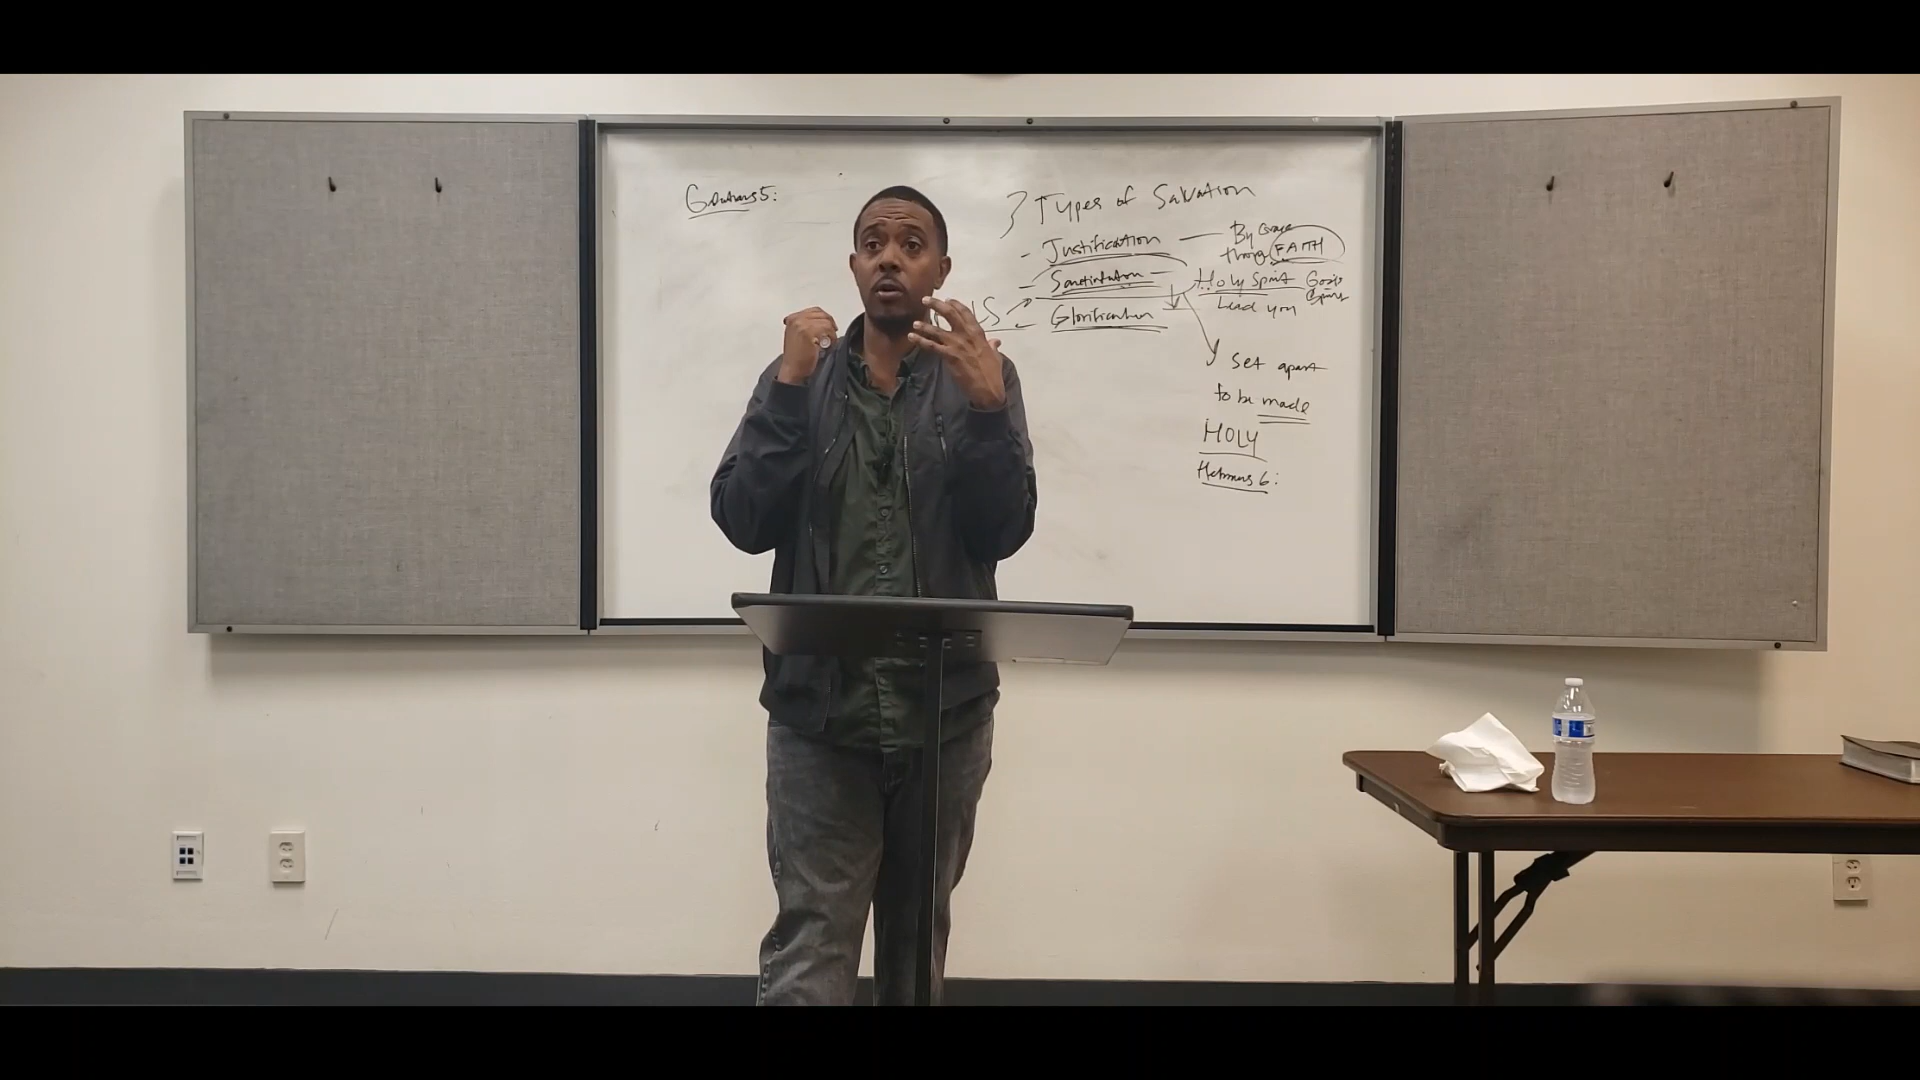 Galatians 5:
3 Types of Salvation
- Justification — By Grace
through FAITH
- Sanctification — Holy Spirit God's Spirit
Lead you
LS
Glorification
Set apart
to be made
HOLY
Hebrews 6: